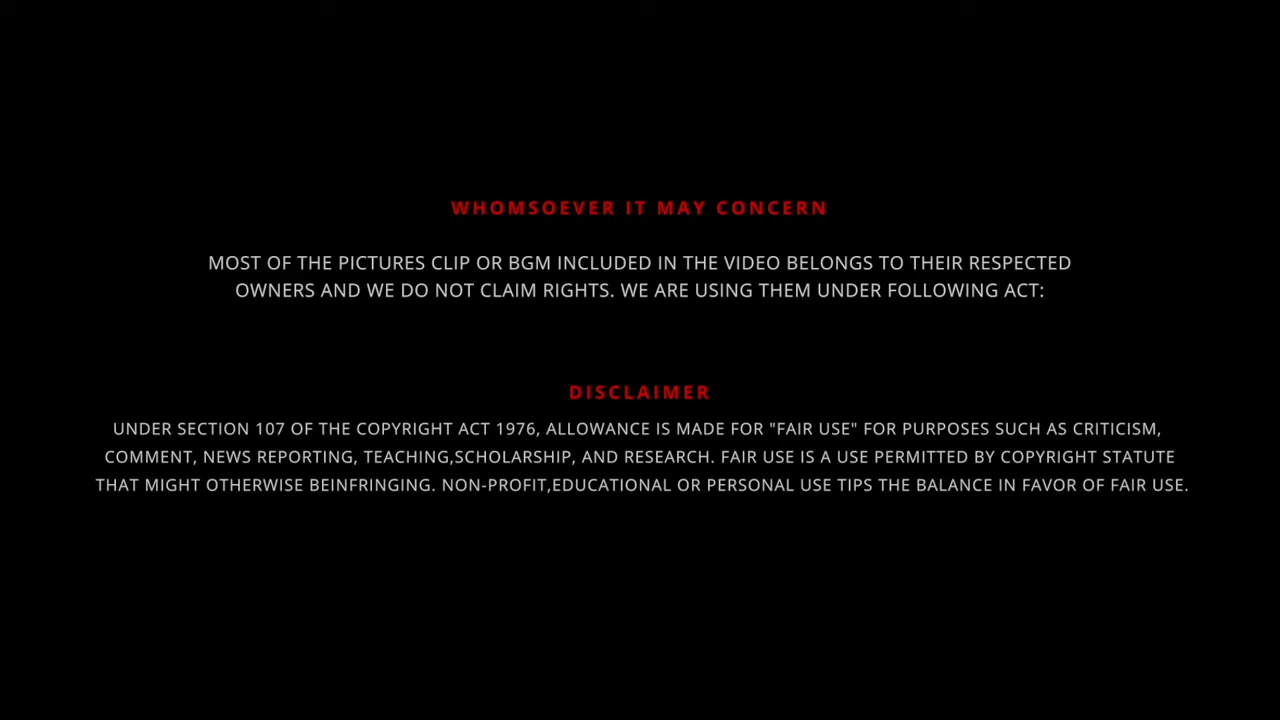 WHOMSOEVER IT MAY CONCERN
MOST OF THE PICTURES CLIP OR BGM INCLUDED IN THE VIDEO BELONGS TO THEIR RESPECTED
OWNERS AND WE DO NOT CLAIM RIGHTS. WE ARE USING THEM UNDER FOLLOWING ACT:
DISCLAIMER
UNDER SECTION 107 OF THE COPYRIGHT ACT 1976, ALLOWANCE IS MADE FOR "FAIR USE" FOR PURPOSES SUCH AS CRITICISM,
COMMENT, NEWS REPORTING, TEACHING,SCHOLARSHIP, AND RESEARCH. FAIR USE IS A USE PERMITTED BY COPYRIGHT STATUTE
THAT MIGHT OTHERWISE BEINFRINGING. NON-PROFIT,EDUCATIONAL OR PERSONAL USE TIPS THE BALANCE IN FAVOR OF FAIR USE.